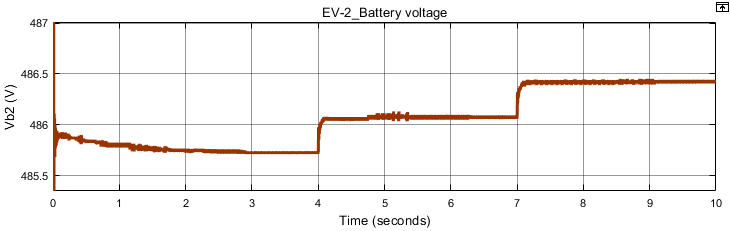 EV-2_Battery voltage
487
486.5
486
485.5
Vb2 (V)
0 1 2 3 4 5 6 7 8 9 10
Time (seconds)